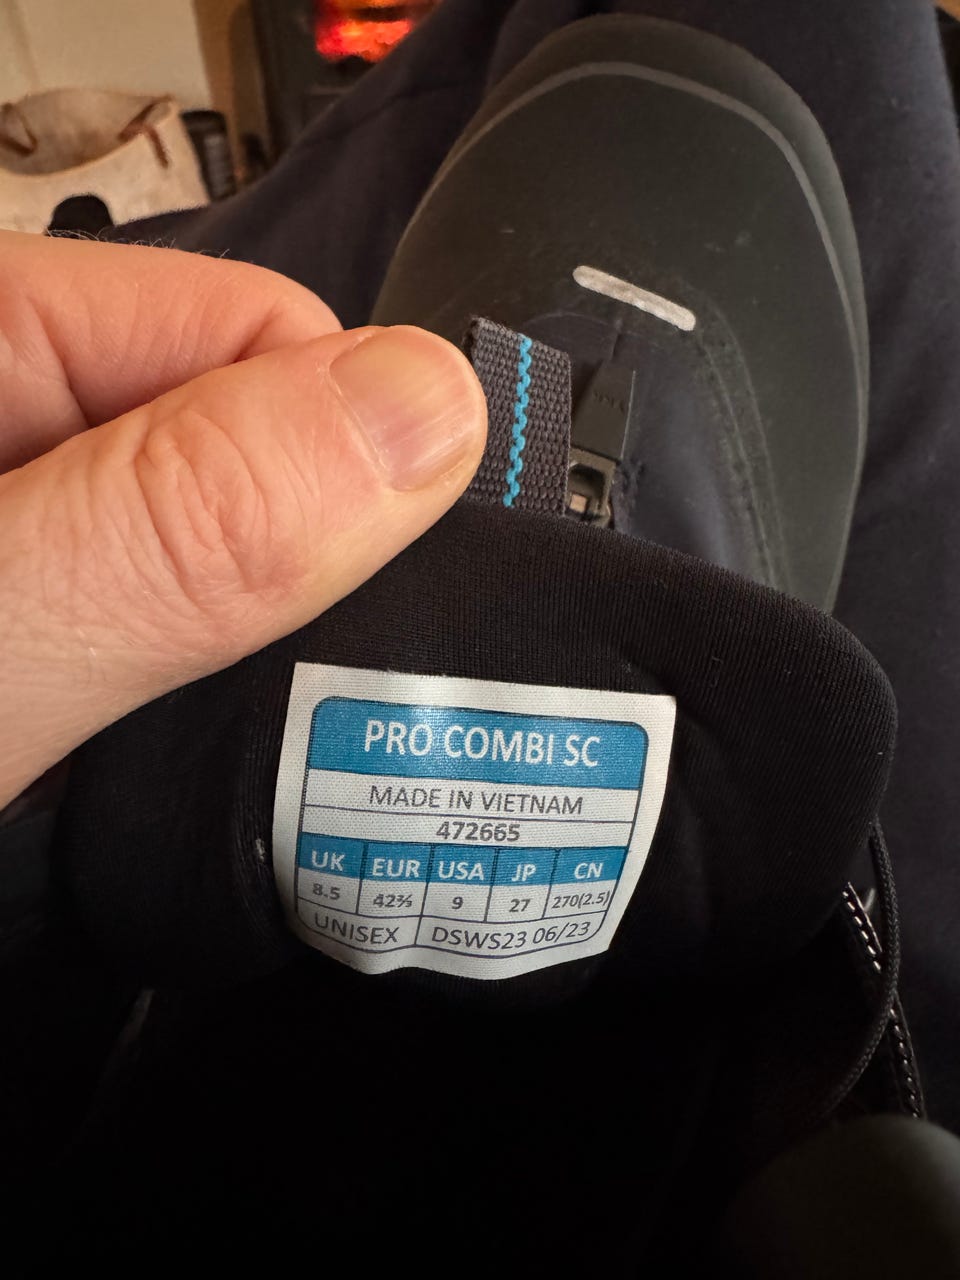 PRO COMBI SC
MADE IN VIETNAM
472665
UK EUR USA JP CN
8.5 42⅔ 9 27 270(2.5)
UNISEX DSWS23 06/23